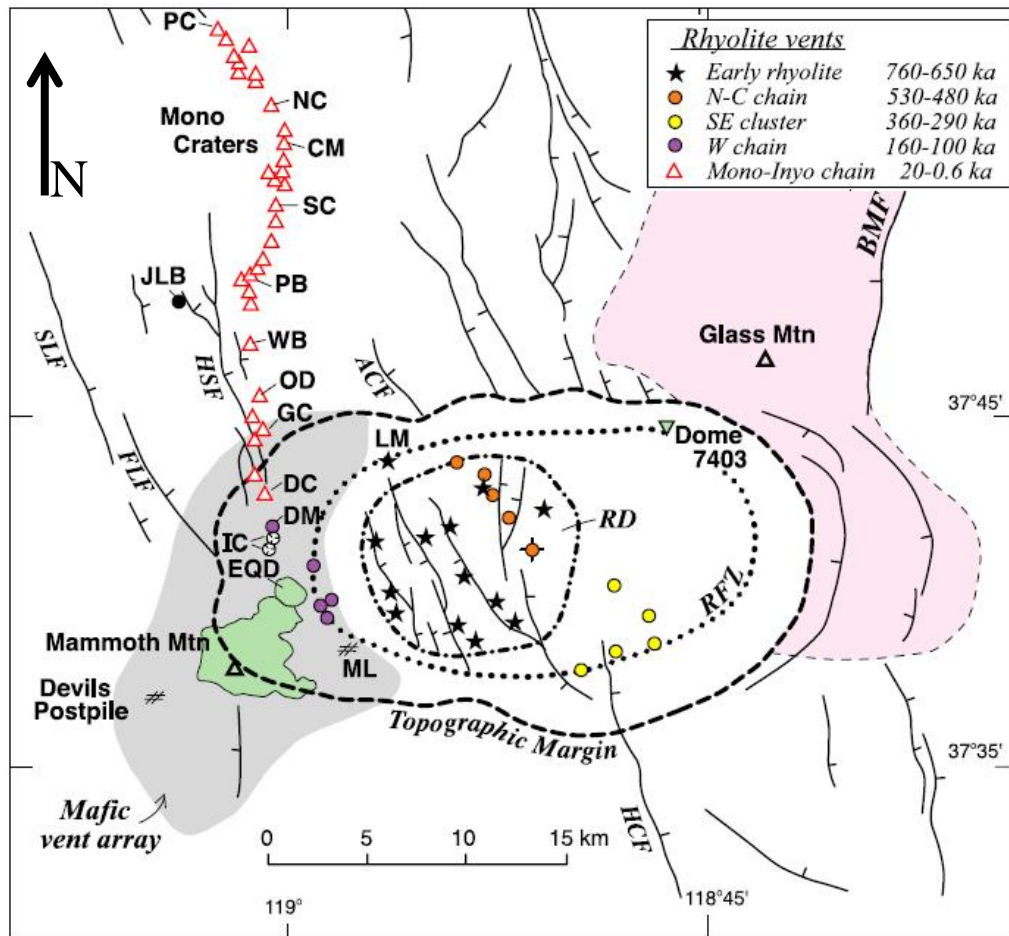 PC
N
NC
Mono
Craters
CM
SC
JLB
PB
SLF
HSF
WB
ACF
OD
GC
FLF
LM
DC
DM
IC
EQD
Mammoth Mtn
ML
Devils
Postpile
Mafic
vent array
Rhyolite vents
Early rhyolite 760-650 ka
N-C chain 530-480 ka
SE cluster 360-290 ka
W chain 160-100 ka
Mono-Inyo chain 20-0.6 ka
BMF
Glass Mtn
37°45'
Dome
7403
RD
RFZ
Topographic Margin
37°35'
HCF
0 5 10 15 km
119°
118°45'